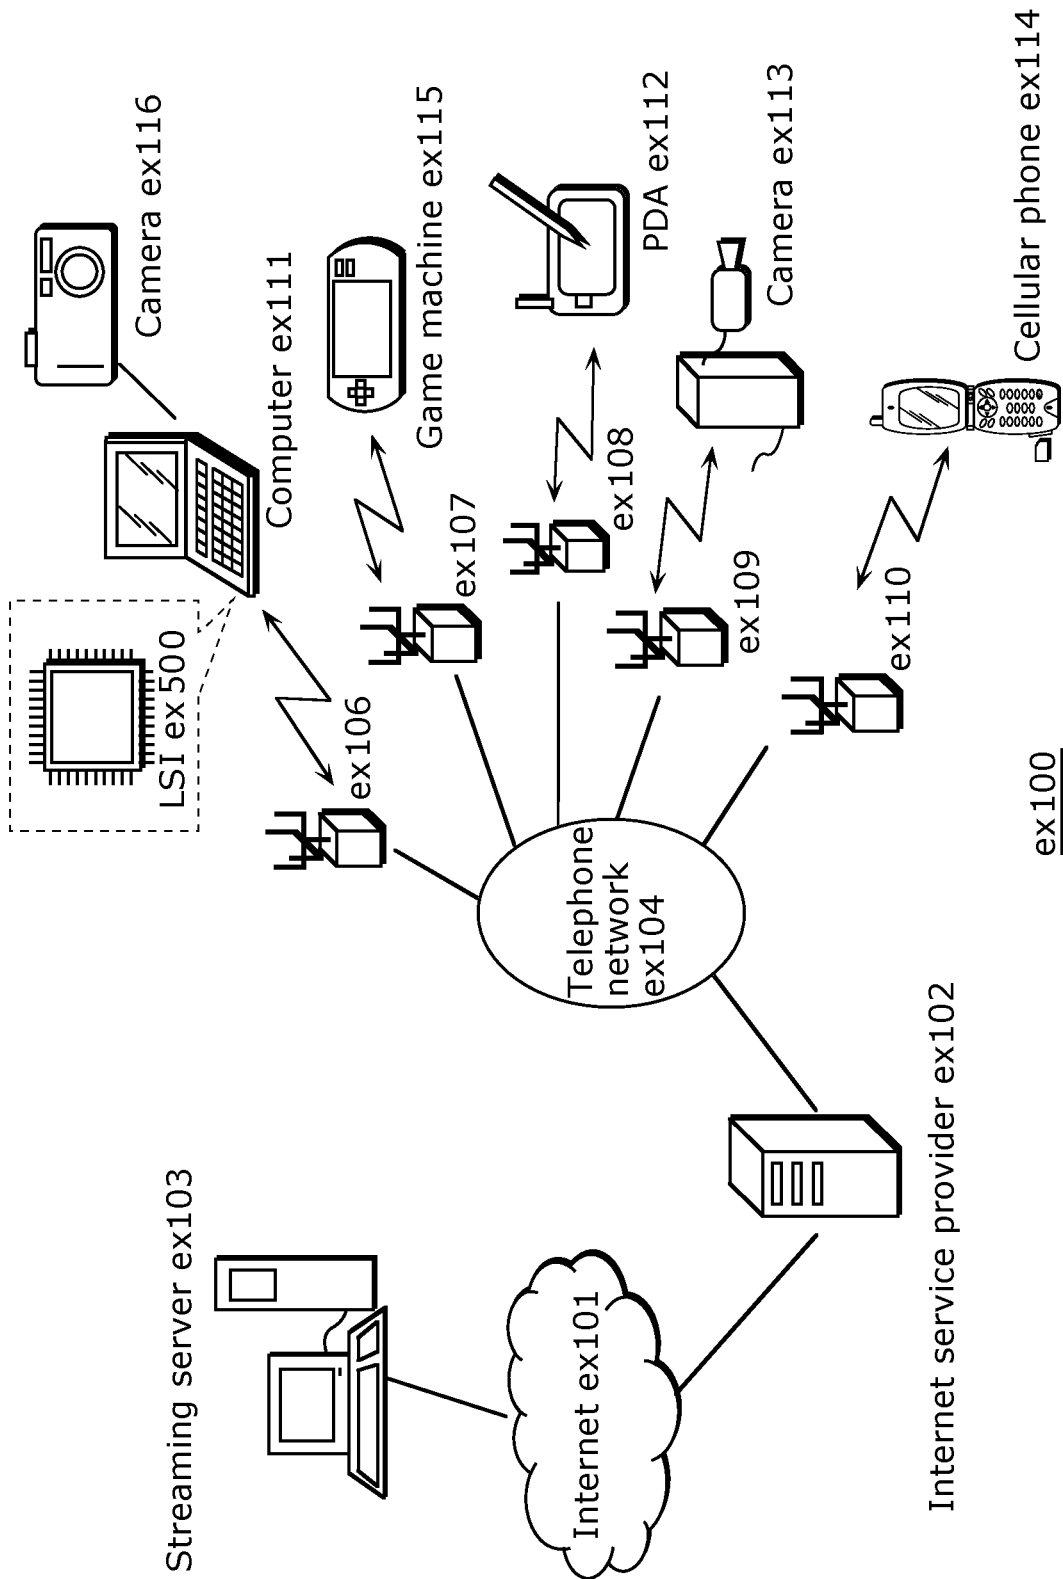 Streaming server ex103
Internet ex101
Internet service provider ex102
Telephone
network
ex104
LSI ex500
ex106
ex107
ex108
ex109
ex110
Camera ex116
Computer ex111
Game machine ex115
PDA ex112
Camera ex113
Cellular phone ex114
ex100